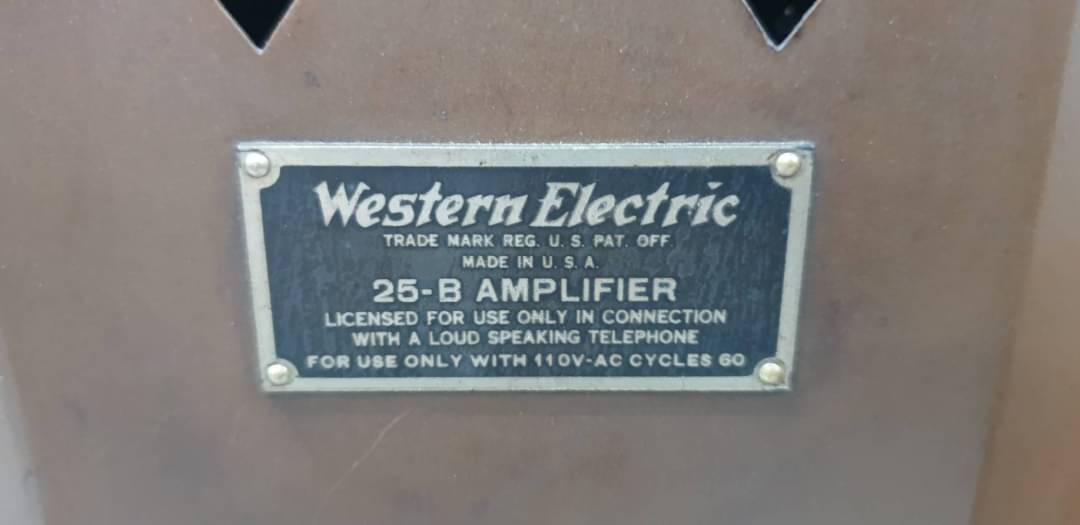 Western Electric
TRADE MARK REG. U. S. PAT. OFF.
MADE IN U. S. A.
25-B AMPLIFIER
LICENSED FOR USE ONLY IN CONNECTION
WITH A LOUD SPEAKING TELEPHONE
FOR USE ONLY WITH 110V-AC CYCLES 60